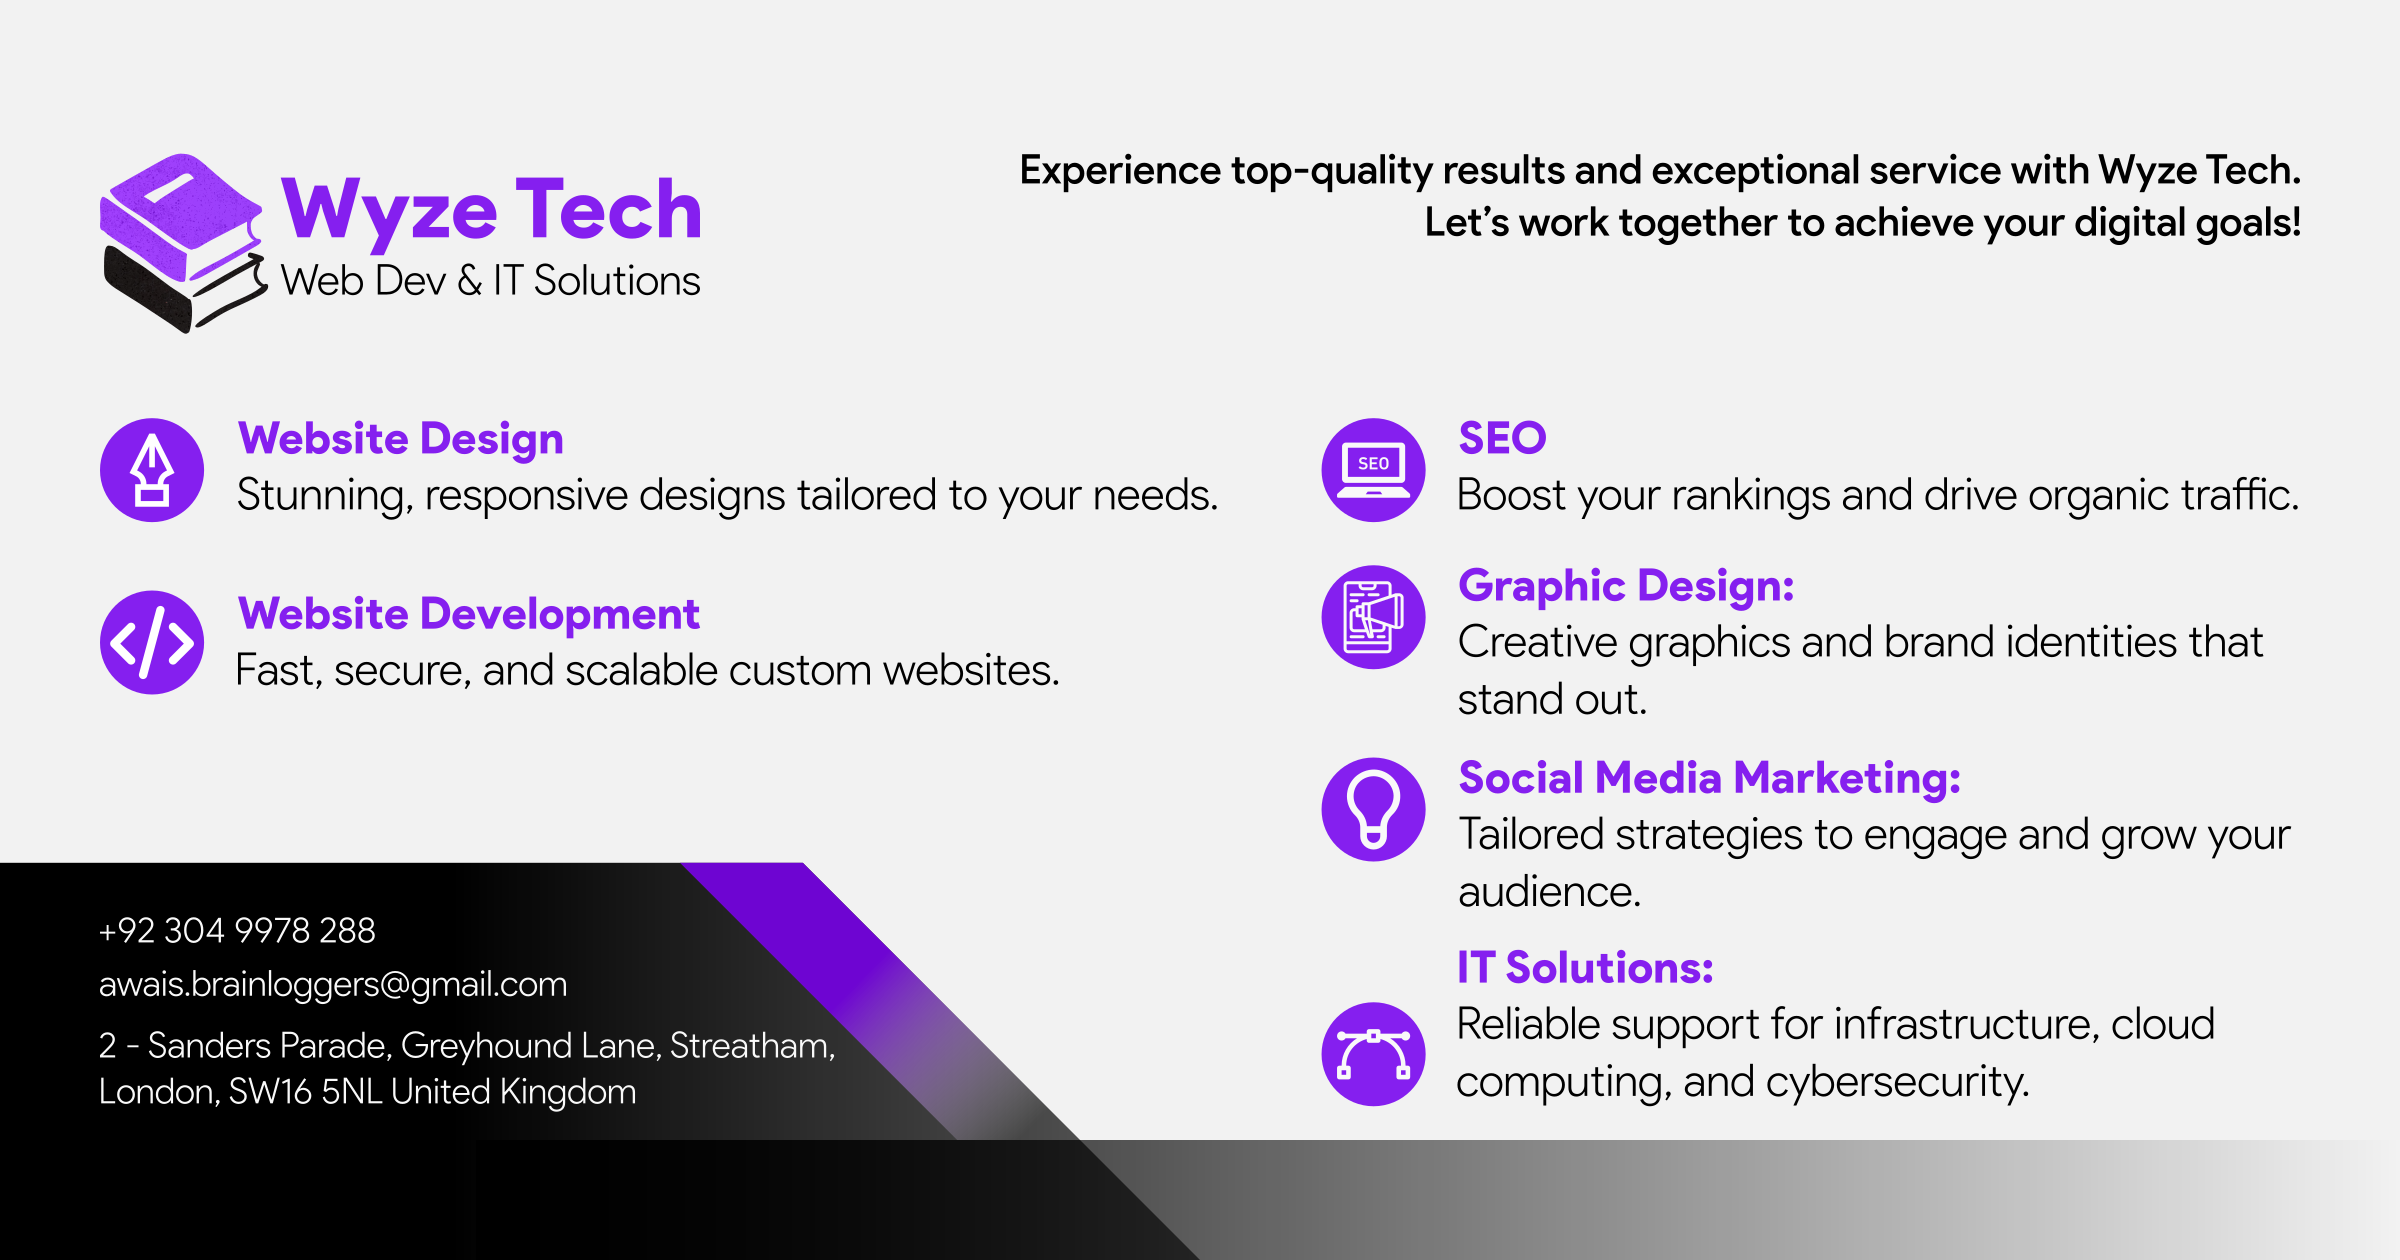 Wyze Tech
Web Dev & IT Solutions
Experience top-quality results and exceptional service with Wyze Tech.
Let’s work together to achieve your digital goals!
Website Design
Stunning, responsive designs tailored to your needs.
Website Development
Fast, secure, and scalable custom websites.
SEO
SEO
Boost your rankings and drive organic traffic.
Graphic Design:
Creative graphics and brand identities that
stand out.
Social Media Marketing:
Tailored strategies to engage and grow your
audience.
IT Solutions:
Reliable support for infrastructure, cloud
computing, and cybersecurity.
+92 304 9978 288
awais.brainloggers@gmail.com
2 - Sanders Parade, Greyhound Lane, Streatham,
London, SW16 5NL United Kingdom